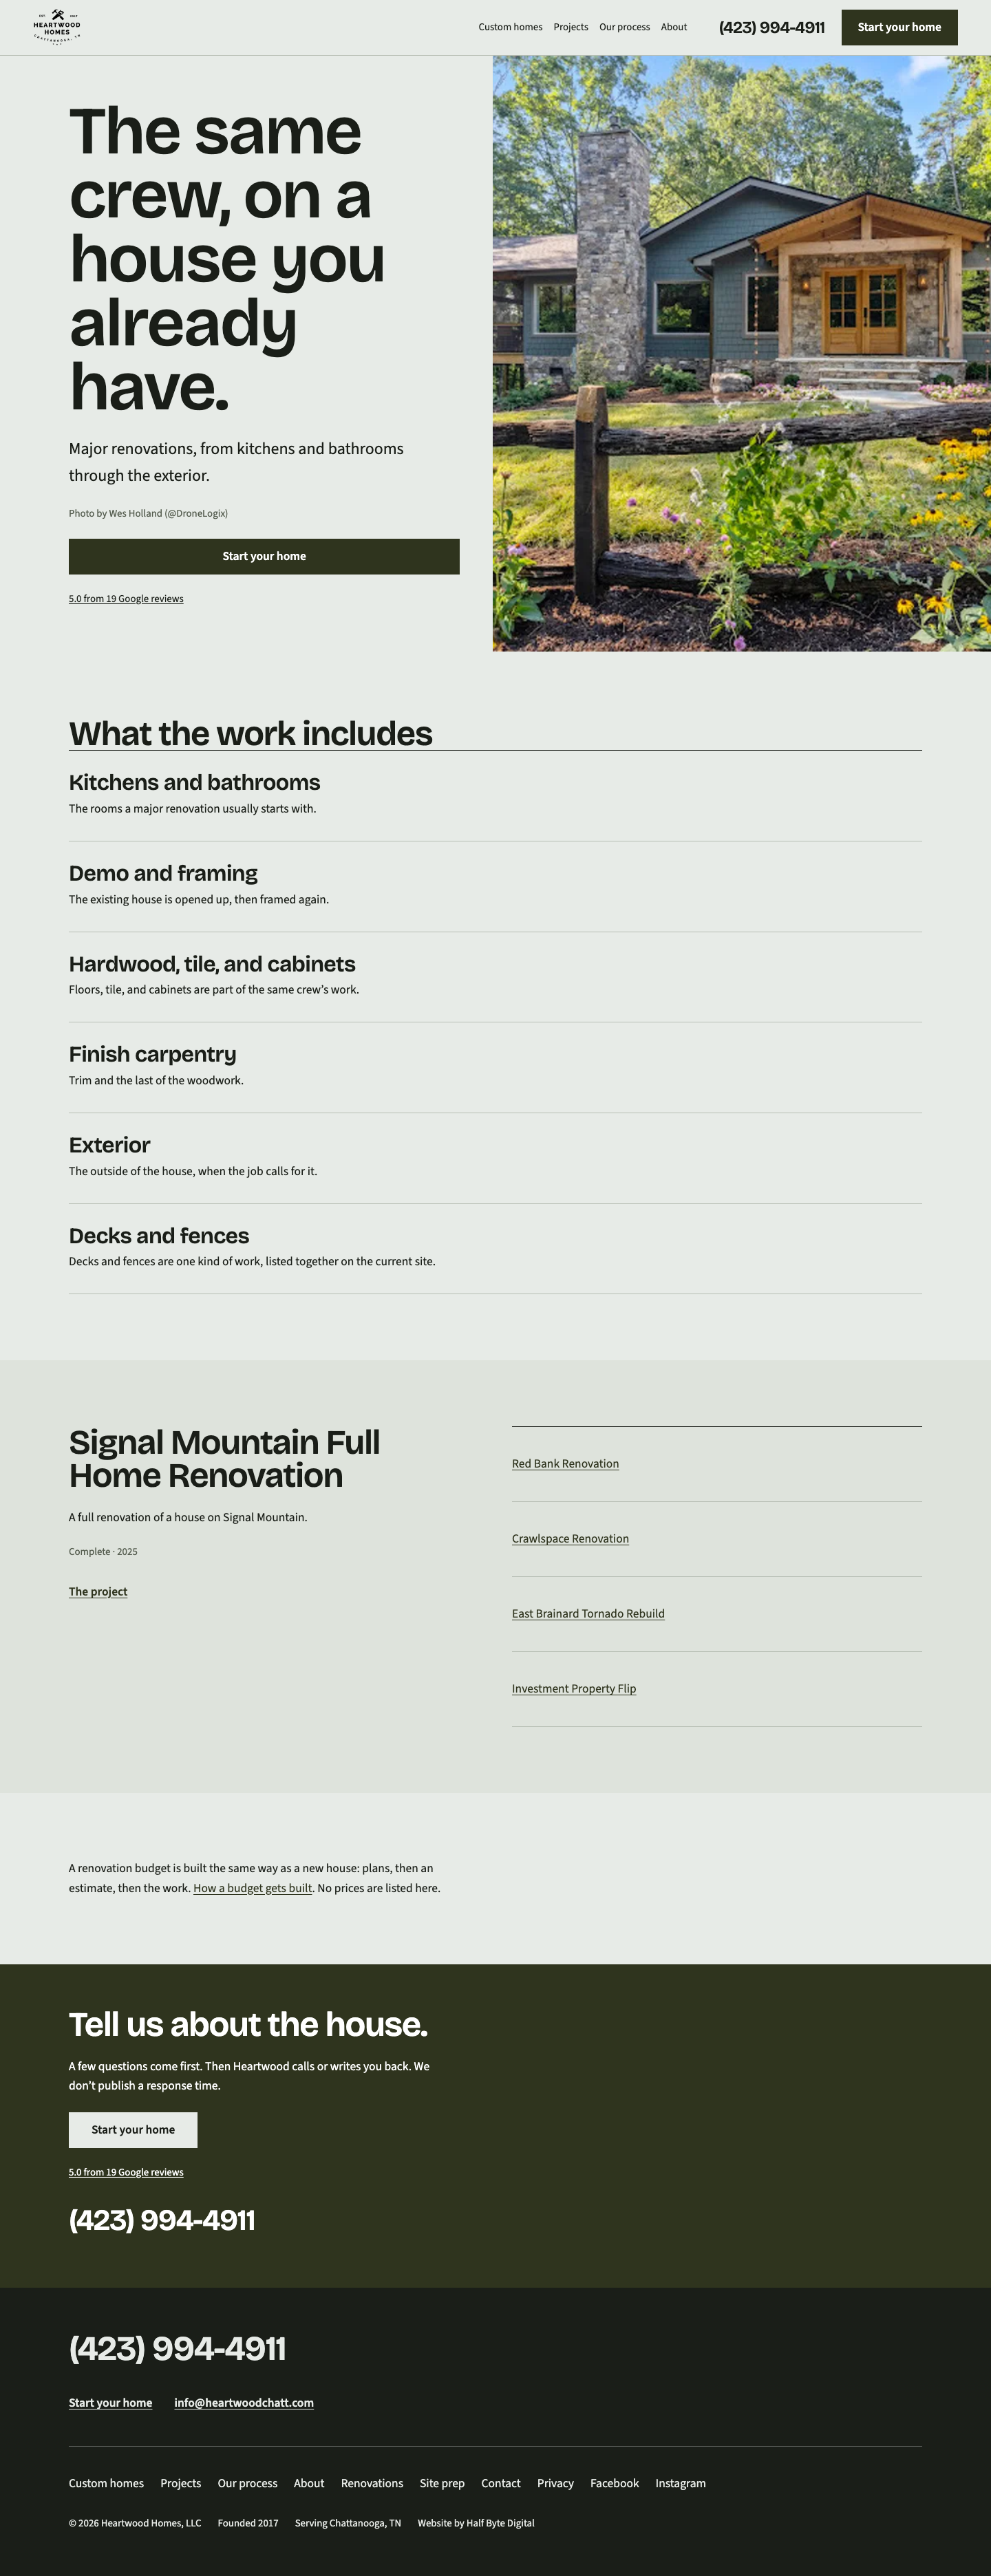 EST. 2017
HEARTWOOD
HOMES
CHATTANOOGA, TN
Custom homes Projects Our process About (423) 994-4911 Start your home
The same
crew, on a
house you
already
have.
Major renovations, from kitchens and bathrooms
through the exterior.
Photo by Wes Holland (@DroneLogix)
Start your home
5.0 from 19 Google reviews
What the work includes
Kitchens and bathrooms
The rooms a major renovation usually starts with.
Demo and framing
The existing house is opened up, then framed again.
Hardwood, tile, and cabinets
Floors, tile, and cabinets are part of the same crew’s work.
Finish carpentry
Trim and the last of the woodwork.
Exterior
The outside of the house, when the job calls for it.
Decks and fences
Decks and fences are one kind of work, listed together on the current site.
Signal Mountain Full
Home Renovation
A full renovation of a house on Signal Mountain.
Complete · 2025
The project
Red Bank Renovation
Crawlspace Renovation
East Brainard Tornado Rebuild
Investment Property Flip
A renovation budget is built the same way as a new house: plans, then an
estimate, then the work. How a budget gets built. No prices are listed here.
Tell us about the house.
A few questions come first. Then Heartwood calls or writes you back. We
don’t publish a response time.
Start your home
5.0 from 19 Google reviews
(423) 994-4911
(423) 994-4911
Start your home info@heartwoodchatt.com
Custom homes Projects Our process About Renovations Site prep Contact Privacy Facebook Instagram
© 2026 Heartwood Homes, LLC Founded 2017 Serving Chattanooga, TN Website by Half Byte Digital